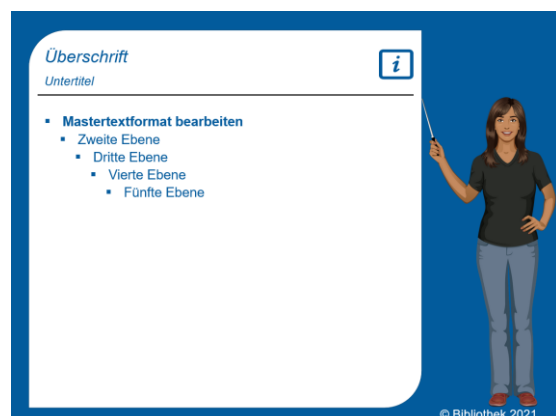 Überschrift
i
Untertitel
Mastertextformat bearbeiten
Zweite Ebene
Dritte Ebene
Vierte Ebene
Fünfte Ebene
© Bibliothek 2021